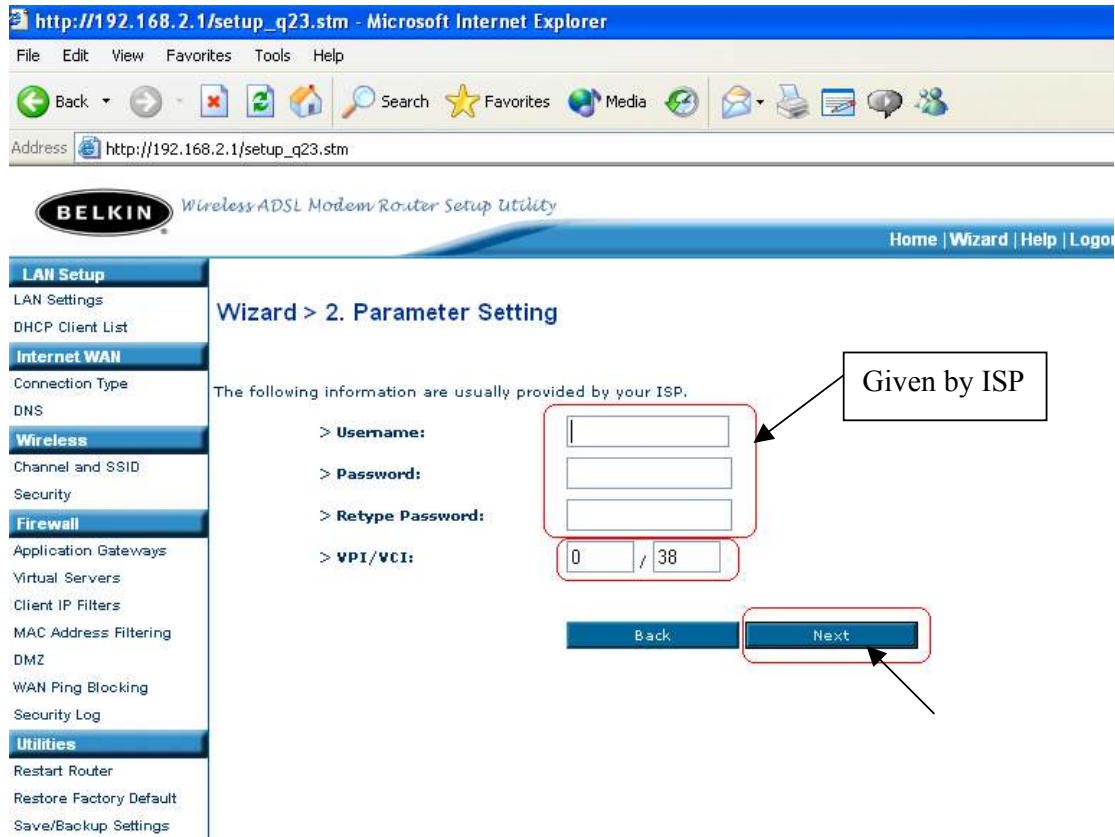 http://192.168.2.1/setup_q23.stm - Microsoft Internet Explorer
File Edit View Favorites Tools Help
Back Search Favorites Media
Address http://192.168.2.1/setup_q23.stm
BELKIN Wireless ADSL Modem Router Setup Utility
Home | Wizard | Help | Logo
LAN Setup
LAN Settings
DHCP Client List
Internet WAN
Connection Type
DNS
Wireless
Channel and SSID
Security
Firewall
Application Gateways
Virtual Servers
Client IP Filters
MAC Address Filtering
DMZ
WAN Ping Blocking
Security Log
Utilities
Restart Router
Restore Factory Default
Save/Backup Settings
Wizard > 2. Parameter Setting
Given by ISP
The following information are usually provided by your ISP.
> Username:
> Password:
> Retype Password:
> VPI/VCI: 0 / 38
Back Next